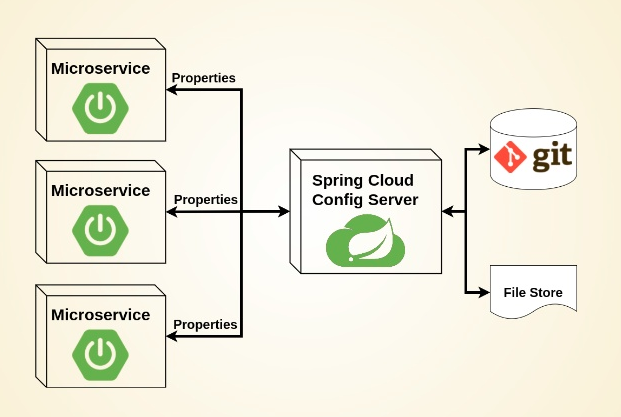 Microservice
Properties
Microservice
Properties
Microservice
Properties
Spring Cloud
Config Server
git
File Store